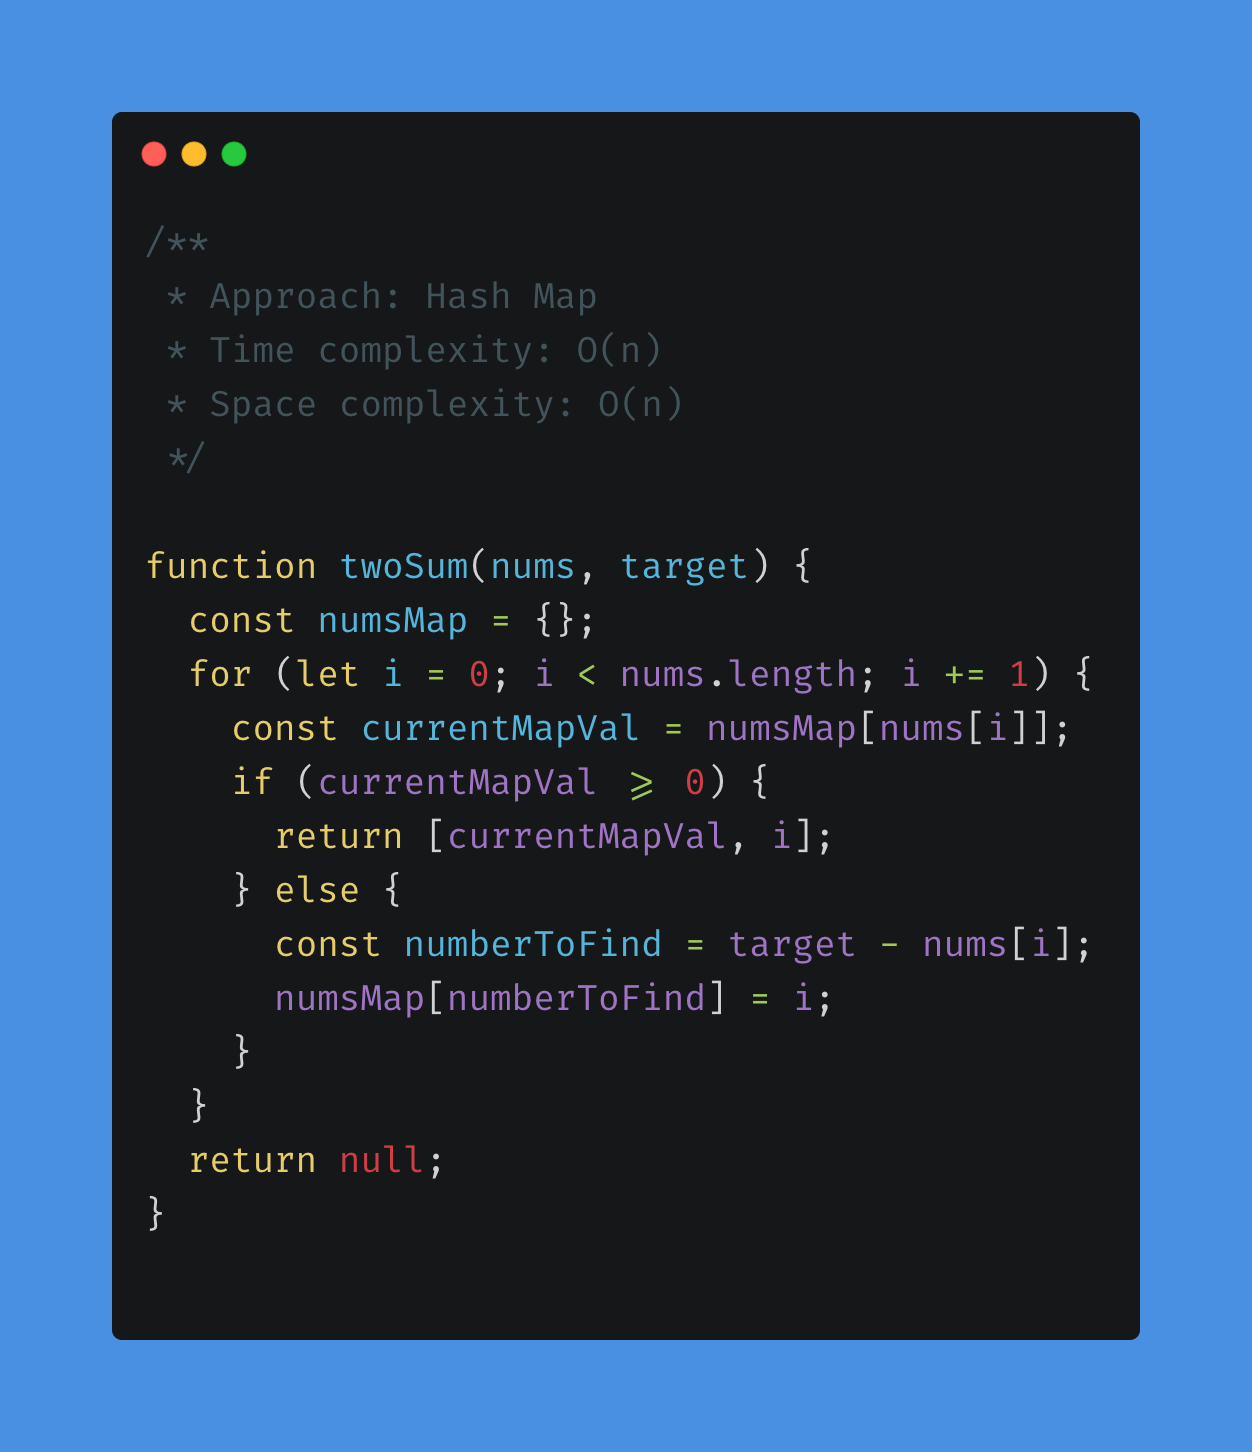 /**
 * Approach: Hash Map
 * Time complexity: O(n)
 * Space complexity: O(n)
 */

function twoSum(nums, target) {
  const numsMap = {};
  for (let i = 0; i < nums.length; i += 1) {
    const currentMapVal = numsMap[nums[i]];
    if (currentMapVal >= 0) {
      return [currentMapVal, i];
    } else {
      const numberToFind = target - nums[i];
      numsMap[numberToFind] = i;
    }
  }
  return null;
}